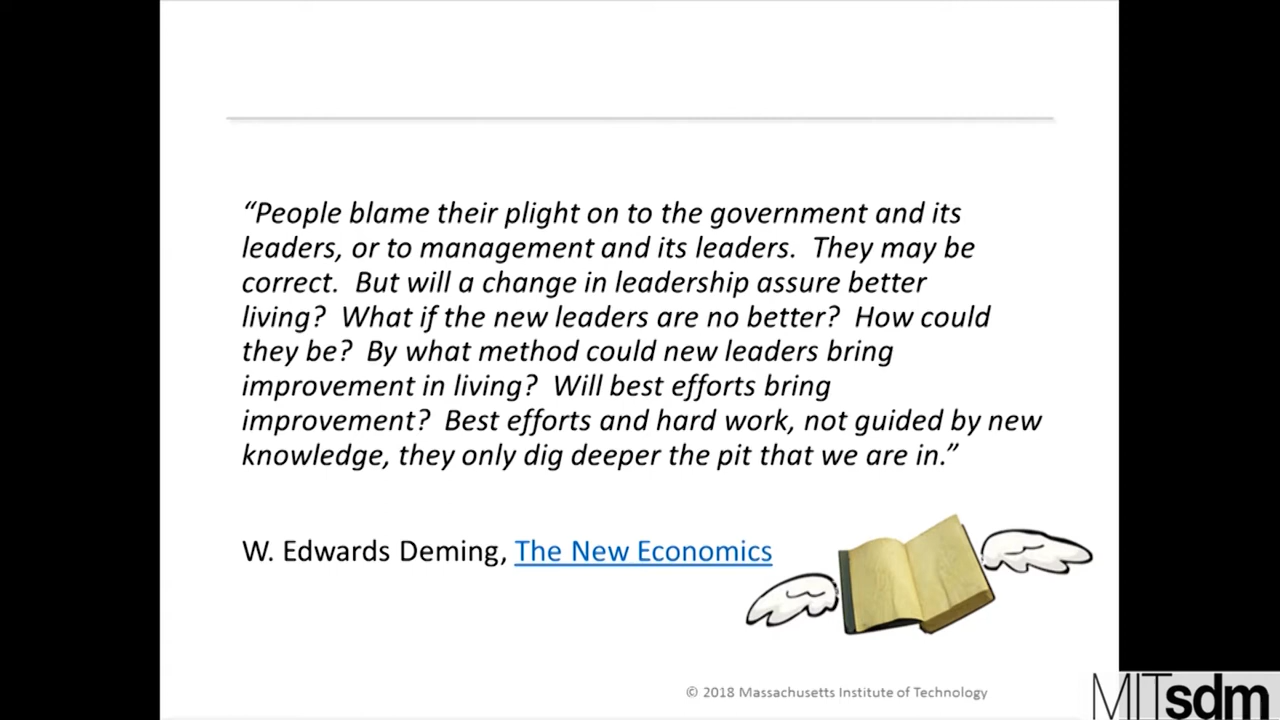 “People blame their plight on to the government and its
leaders, or to management and its leaders.  They may be
correct.  But will a change in leadership assure better
living?  What if the new leaders are no better?  How could
they be?  By what method could new leaders bring
improvement in living?  Will best efforts bring
improvement?  Best efforts and hard work, not guided by new
knowledge, they only dig deeper the pit that we are in.”
W. Edwards Deming, The New Economics
© 2018 Massachusetts Institute of Technology
MITsdm